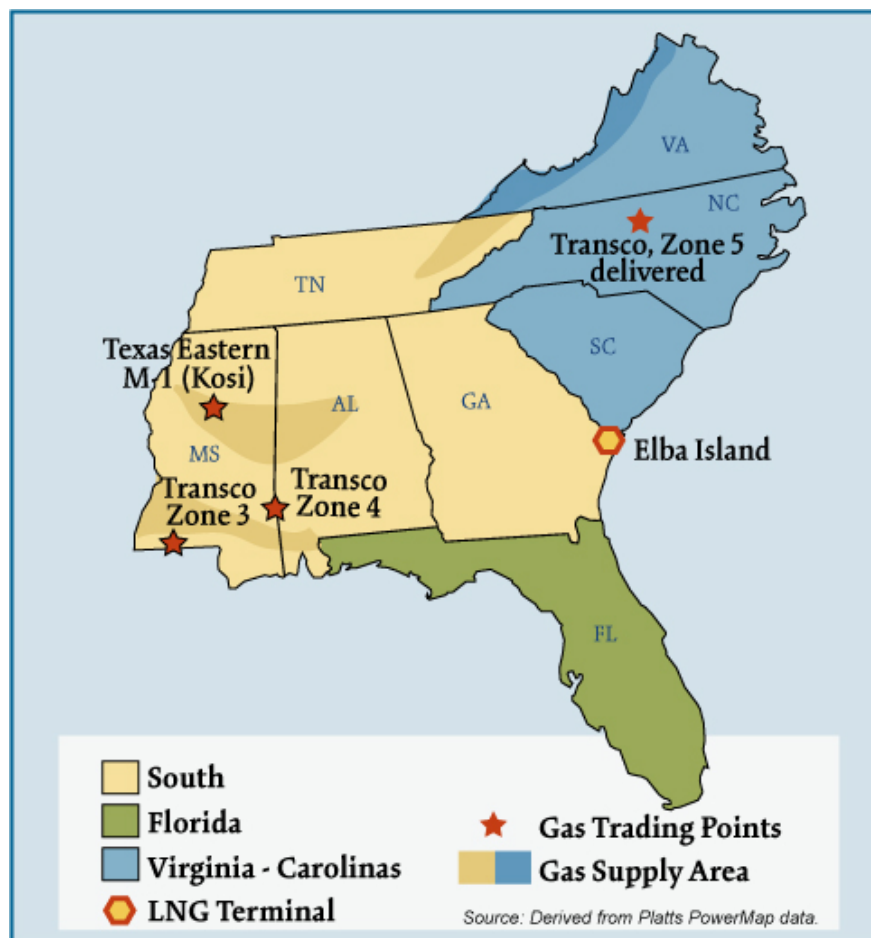 VA
NC
Transco, Zone 5
delivered
TN
SC
Texas Eastern
M-1 (Kosi)
AL
GA
MS
Elba Island
Transco
Zone 3
Transco
Zone 4
FL
South
Florida
Virginia - Carolinas
LNG Terminal
Gas Trading Points
Gas Supply Area
Source: Derived from Platts PowerMap data.